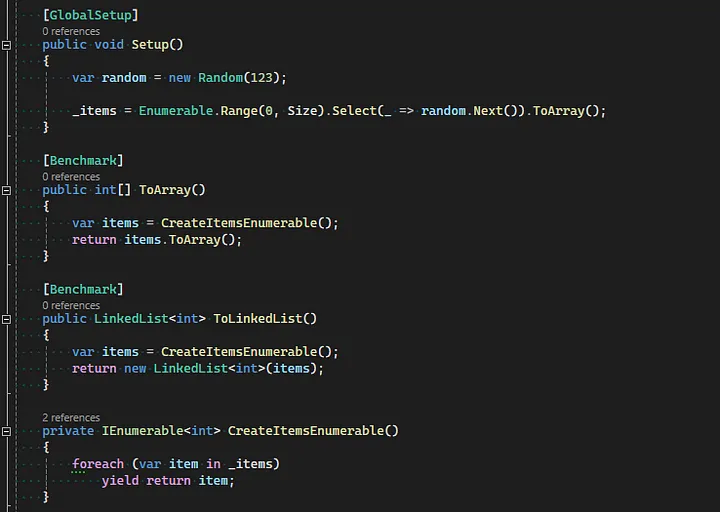 [GlobalSetup]
0 references
public void Setup()
{
var random = new Random(123);
_items = Enumerable.Range(0, Size).Select(_ => random.Next()).ToArray();
}
[Benchmark]
0 references
public int[] ToArray()
{
var items = CreateItemsEnumerable();
return items.ToArray();
}
[Benchmark]
0 references
public LinkedList<int> ToLinkedList()
{
var items = CreateItemsEnumerable();
return new LinkedList<int>(items);
}
2 references
private IEnumerable<int> CreateItemsEnumerable()
{
foreach (var item in _items)
yield return item;
}